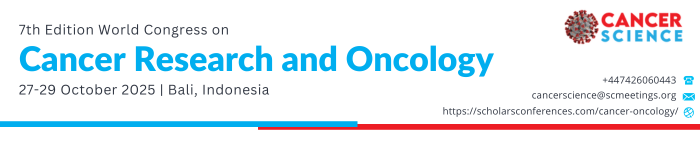 7th Edition World Congress on
Cancer Research and Oncology
27-29 October 2025 | Bali, Indonesia
CANCER
SCIENCE
+447426060443
cancerscience@scmeetings.org
https://scholarsconferences.com/cancer-oncology/